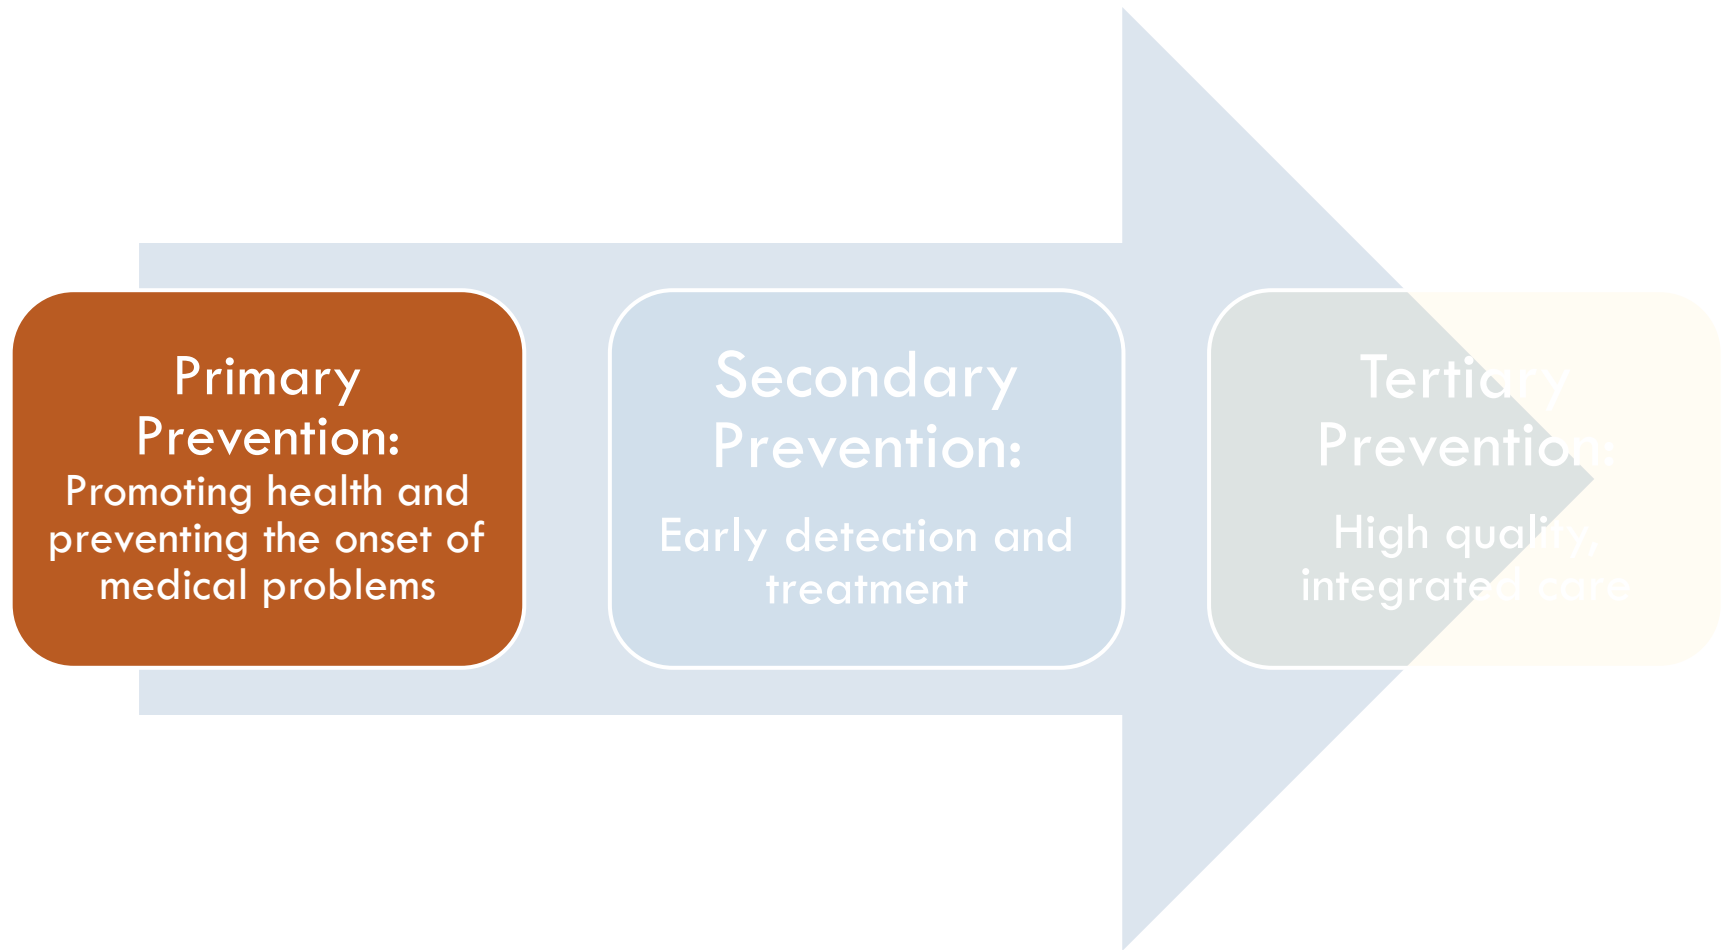 Primary
Prevention:
Promoting health and
preventing the onset of
medical problems
Secondary
Prevention:
Early detection and
treatment
Tertiary
Prevention:
High quality,
integrated care